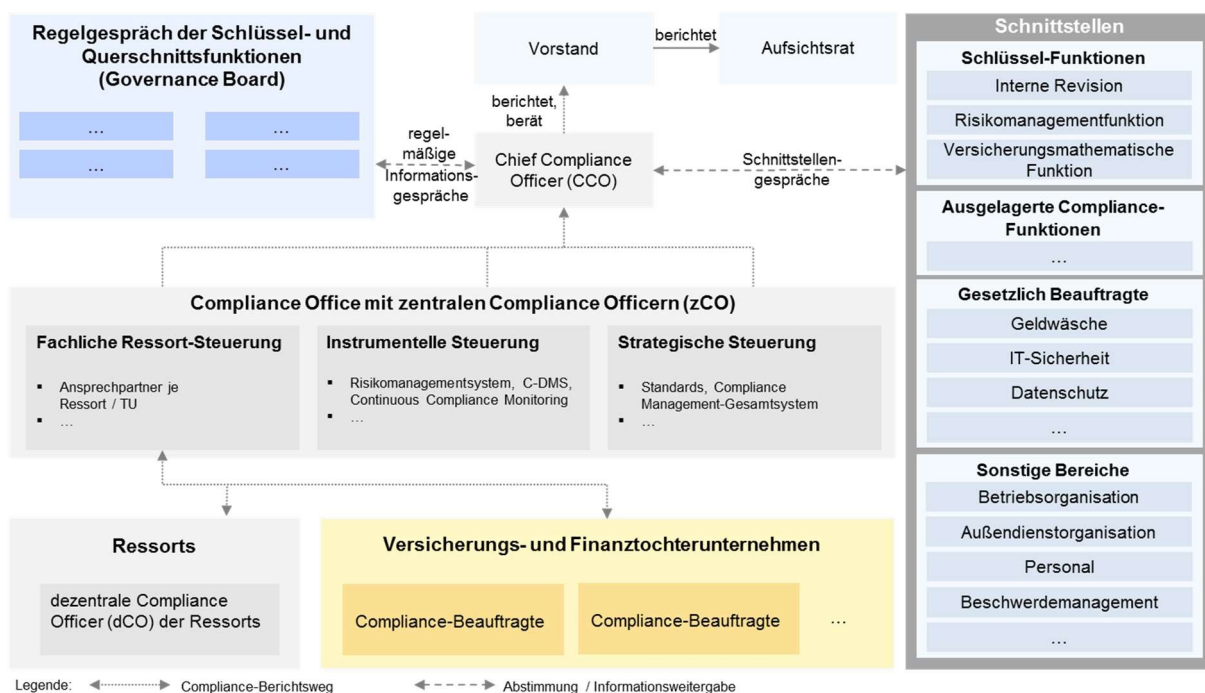 Regelgespräch der Schlüssel- und
Querschnittsfunktionen
(Governance Board)
…
…
…
…
Vorstand
berichtet
Aufsichtsrat
berichtet,
berät
regel-
mäßige
Informations-
gespräche
Chief Compliance
Officer (CCO)
Schnittstellen-
gespräche
Compliance Office mit zentralen Compliance Officern (zCO)
Fachliche Ressort-Steuerung
▪ Ansprechpartner je
Ressort / TU
▪ …
Instrumentelle Steuerung
▪ Risikomanagementsystem, C-DMS,
Continuous Compliance Monitoring
▪ …
Strategische Steuerung
▪ Standards, Compliance
Management-Gesamtsystem
▪ …
Ressorts
dezentrale Compliance
Officer (dCO) der Ressorts
Versicherungs- und Finanztochterunternehmen
Compliance-Beauftragte
Compliance-Beauftragte
…
Schnittstellen
Schlüssel-Funktionen
Interne Revision
Risikomanagementfunktion
Versicherungsmathematische
Funktion
Ausgelagerte Compliance-
Funktionen
…
Gesetzlich Beauftragte
Geldwäsche
IT-Sicherheit
Datenschutz
…
Sonstige Bereiche
Betriebsorganisation
Außendienstorganisation
Personal
Beschwerdemanagement
…
Legende: Compliance-Berichtsweg Abstimmung / Informationsweitergabe